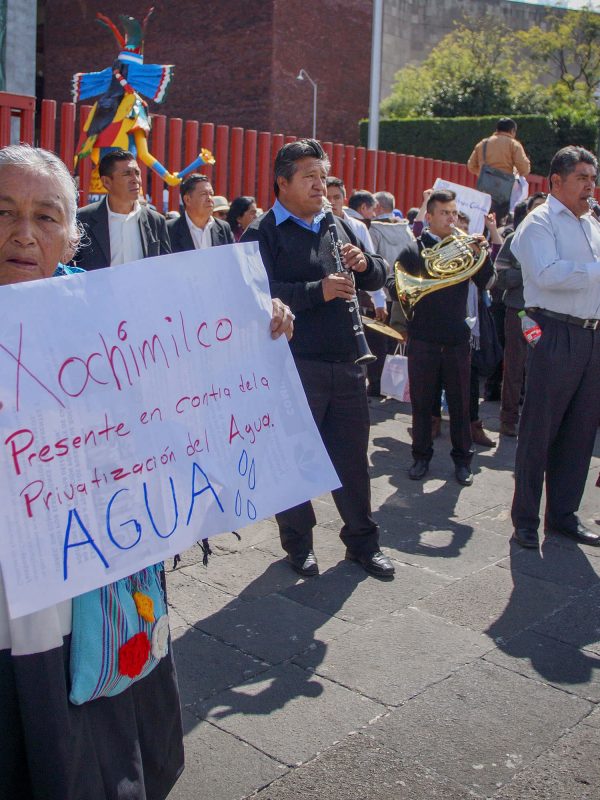 Xochimilco
Presente en contra de la
Privatización del Agua.
AGUA